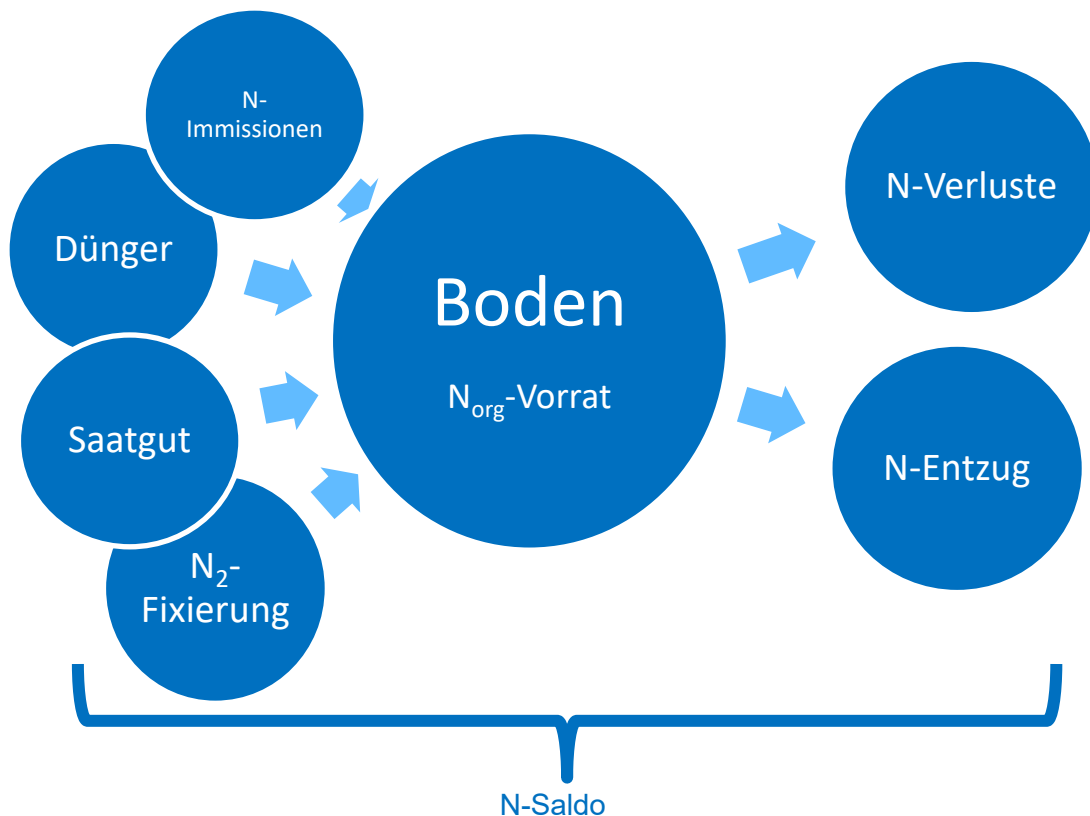 N-
Immissionen
Dünger
Saatgut
N₂-
Fixierung
Boden
Nₒᵣg-Vorrat
N-Verluste
N-Entzug
N-Saldo